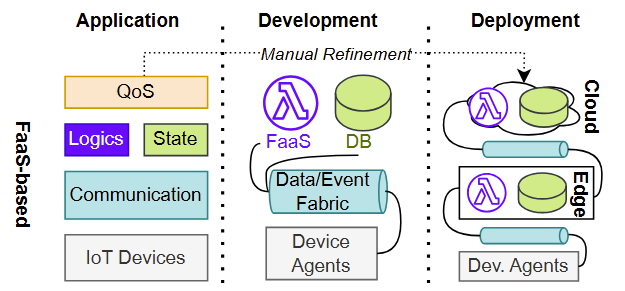 Application
Development
Deployment
Manual Refinement
FaaS-based
QoS
Logics
State
Communication
IoT Devices
λ
FaaS
DB
Data/Event
Fabric
Device
Agents
λ
Cloud
λ
Edge
Dev. Agents